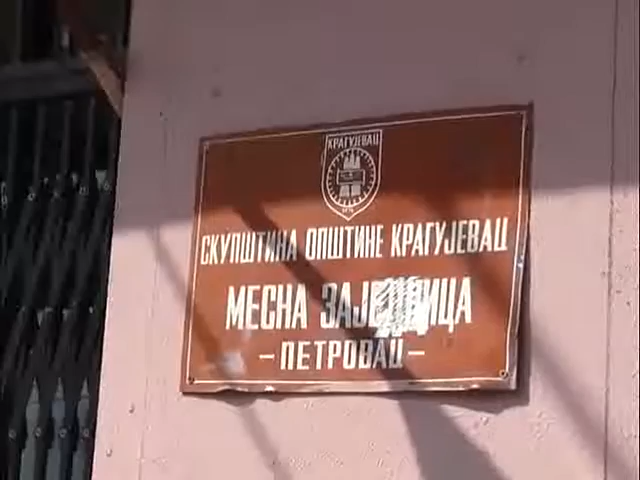 КРАГУЈЕВАЦ
СКУПШТИНА ОПШТИНЕ КРАГУЈЕВАЦ
МЕСНА ЗАЈЕДНИЦА
–ПЕТРОВАЦ–